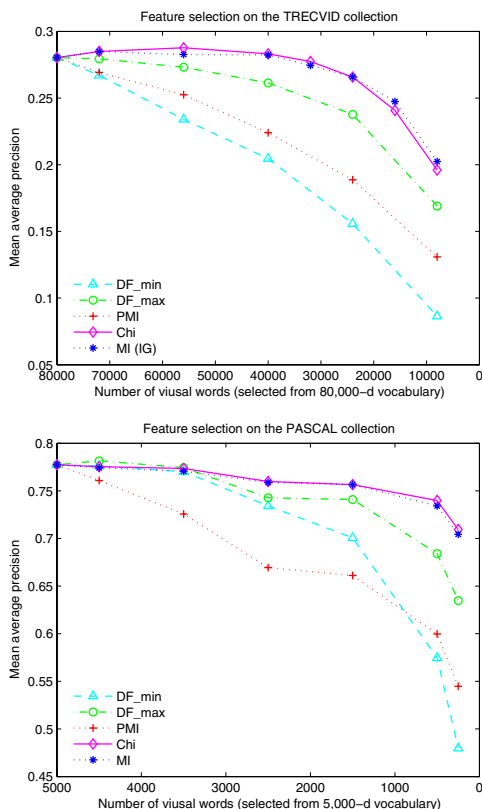 Feature selection on the TRECVID collection
0.3
0.25
0.2
0.15
0.1
0.05
Mean average precision
DF_min
DF_max
PMI
Chi
MI (IG)
80000 70000 60000 50000 40000 30000 20000 10000 0
Number of viusal words (selected from 80,000−d vocabulary)
Feature selection on the PASCAL collection
0.8
0.75
0.7
0.65
0.6
0.55
0.5
0.45
Mean average precision
DF_min
DF_max
PMI
Chi
MI
5000 4000 3000 2000 1000 0
Number of viusal words (selected from 5,000−d vocabulary)